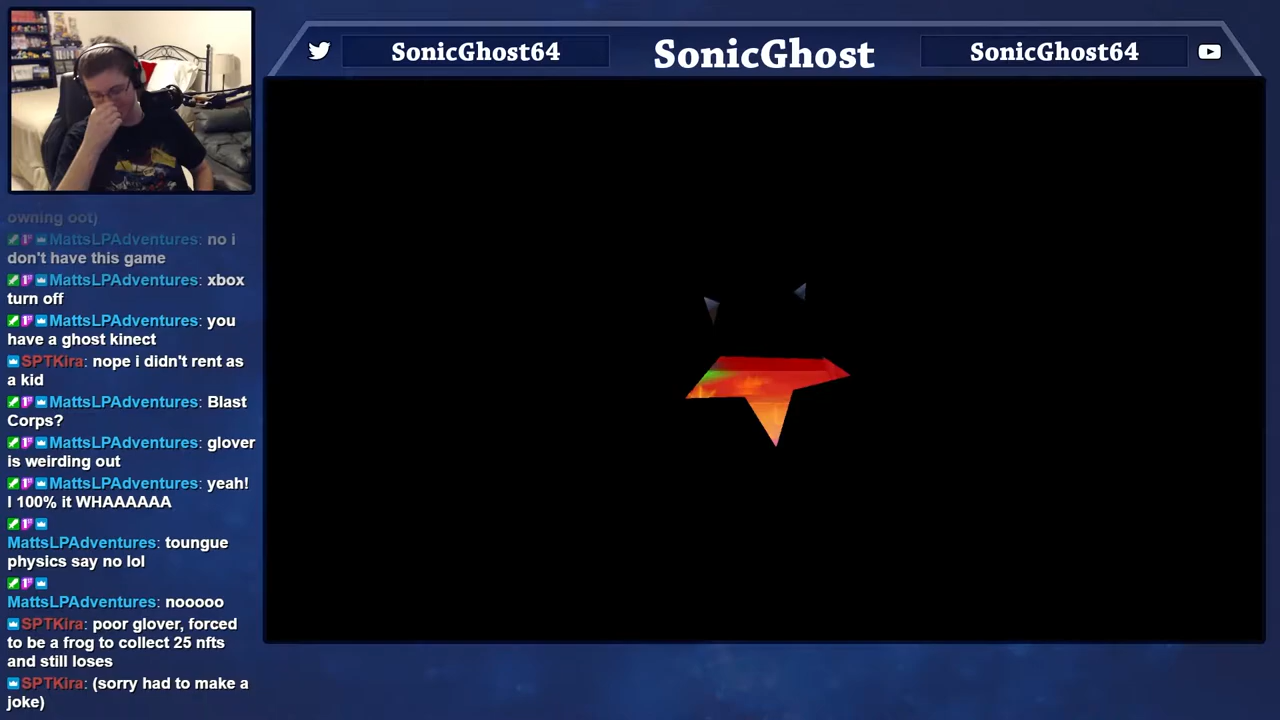 SonicGhost64
SonicGhost
SonicGhost64
owning oot)
MattsLPAdventures: no i
don't have this game
MattsLPAdventures: xbox
turn off
MattsLPAdventures: you
have a ghost kinect
SPTKira: nope i didn't rent as
a kid
MattsLPAdventures: Blast
Corps?
MattsLPAdventures: glover
is weirding out
MattsLPAdventures: yeah!
I 100% it WHAAAAAA
MattsLPAdventures: toungue
physics say no lol
MattsLPAdventures: nooooo
SPTKira: poor glover, forced
to be a frog to collect 25 nfts
and still loses
SPTKira: (sorry had to make a
joke)